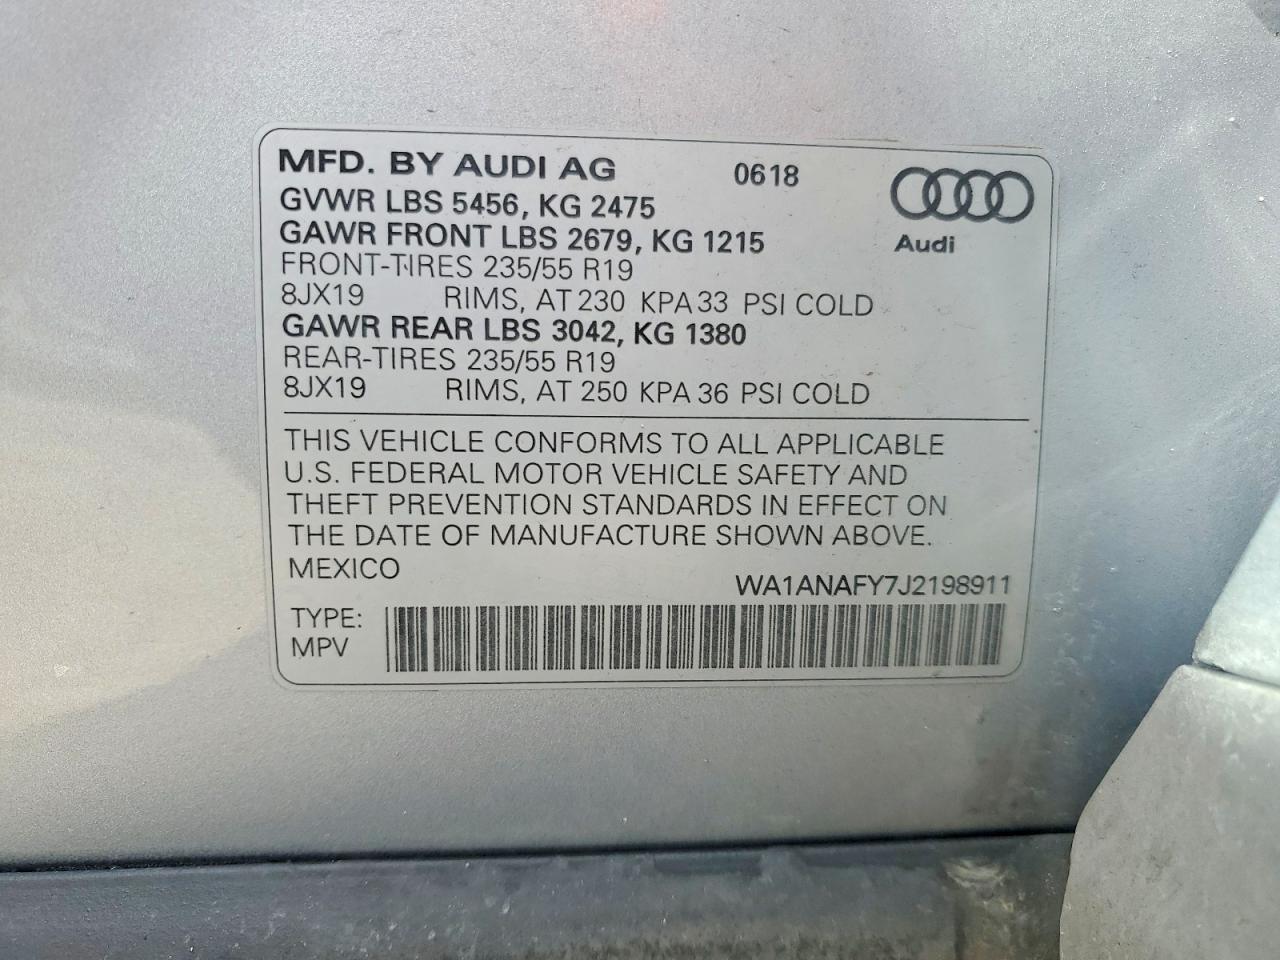 MFD. BY AUDI AG 0618
GVWR LBS 5456, KG 2475
GAWR FRONT LBS 2679, KG 1215
Audi
FRONT-TIRES 235/55 R19
8JX19 RIMS, AT 230 KPA 33 PSI COLD
GAWR REAR LBS 3042, KG 1380
REAR-TIRES 235/55 R19
8JX19 RIMS, AT 250 KPA 36 PSI COLD
THIS VEHICLE CONFORMS TO ALL APPLICABLE
U.S. FEDERAL MOTOR VEHICLE SAFETY AND
THEFT PREVENTION STANDARDS IN EFFECT ON
THE DATE OF MANUFACTURE SHOWN ABOVE.
MEXICO WA1ANAFY7J2198911
TYPE:
MPV